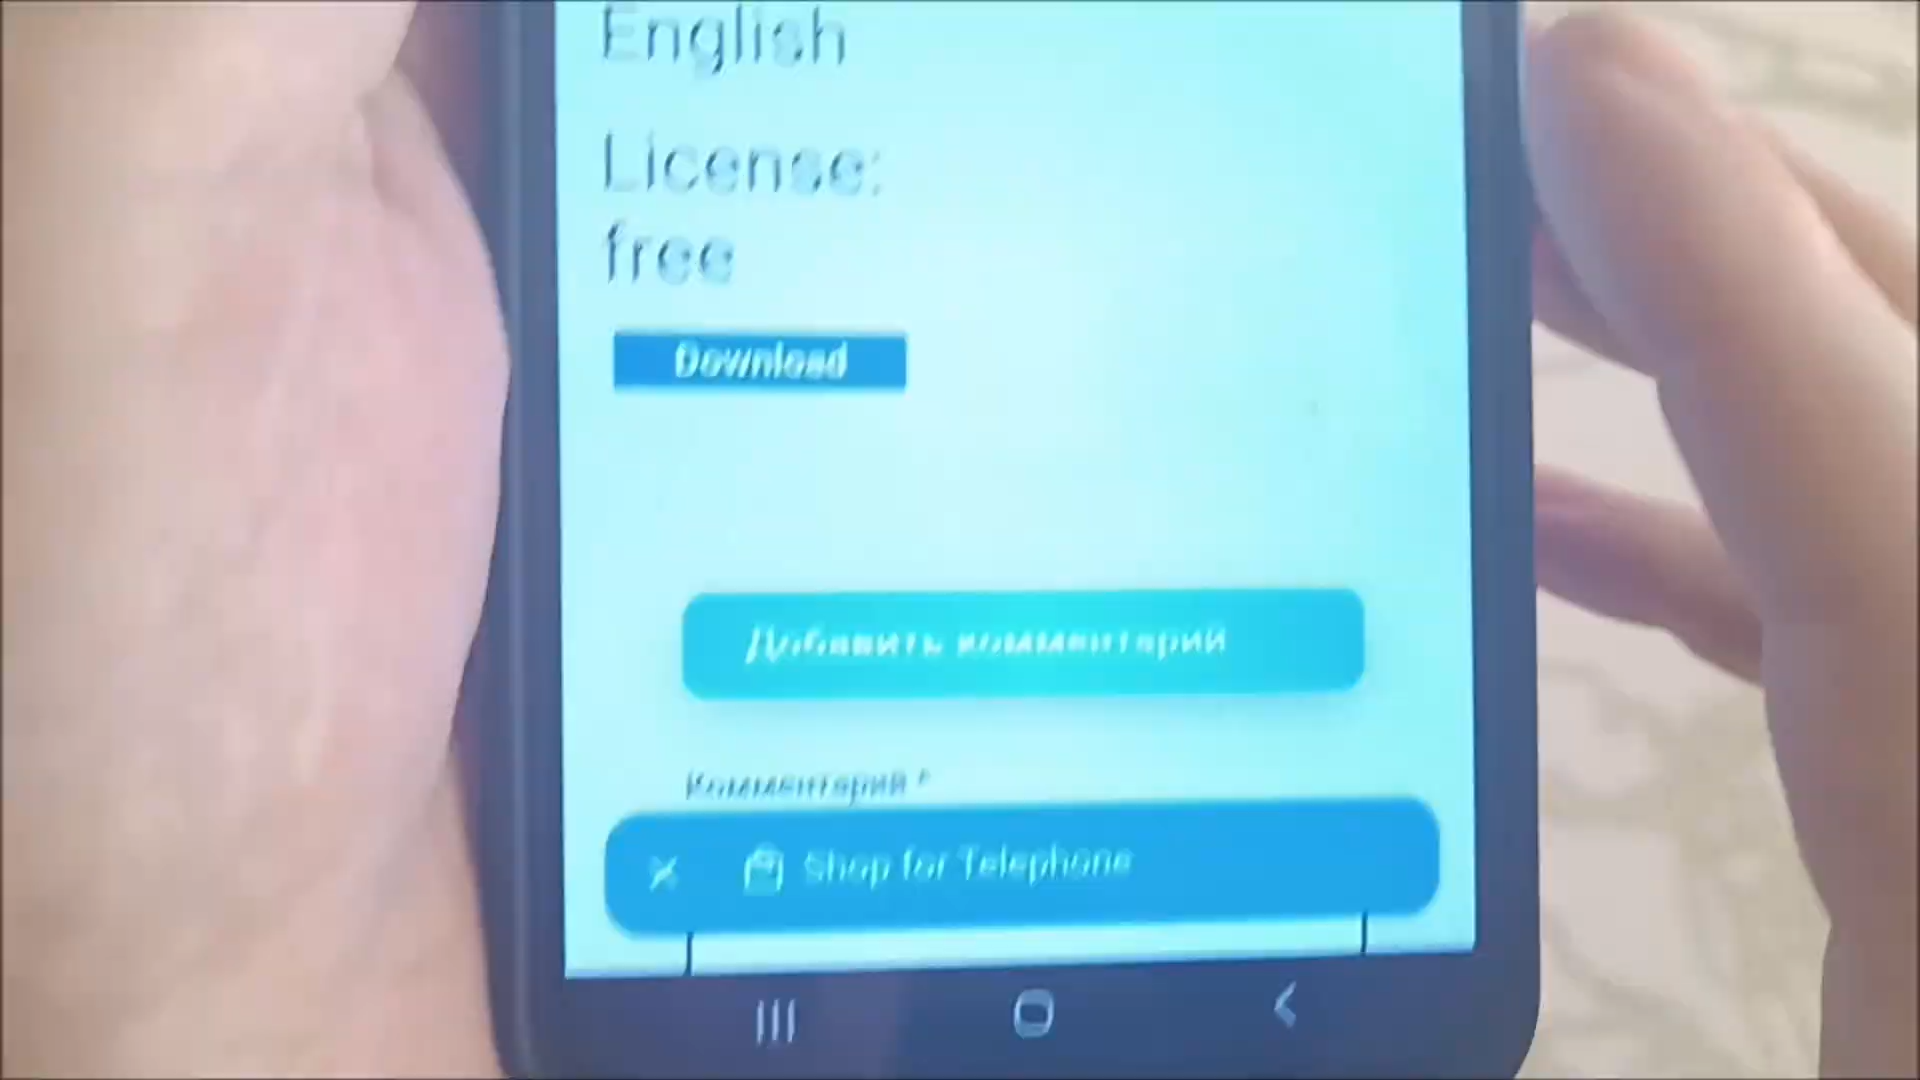 English
License:
free
Download
Добавить комментарий
Комментарий *
Shop for Telephone